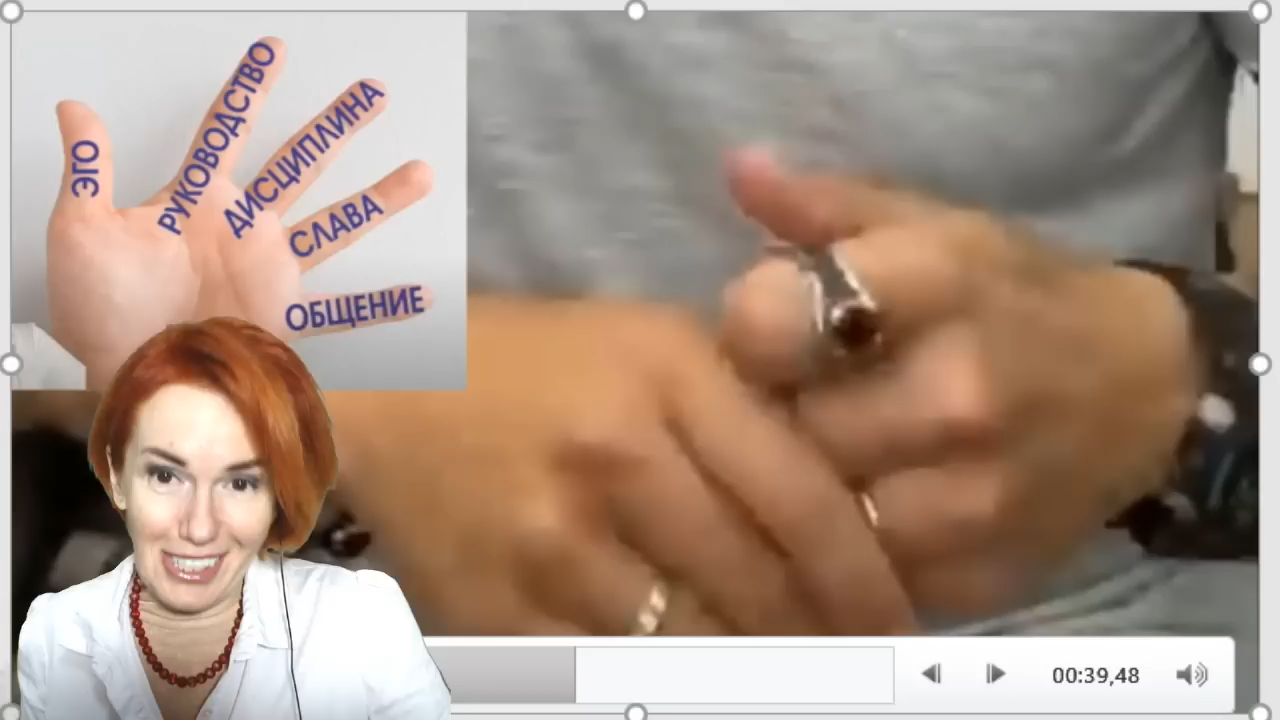 ЭГО
РУКОВОДСТВО
ДИСЦИПЛИНА
СЛАВА
ОБЩЕНИЕ
00:39,48